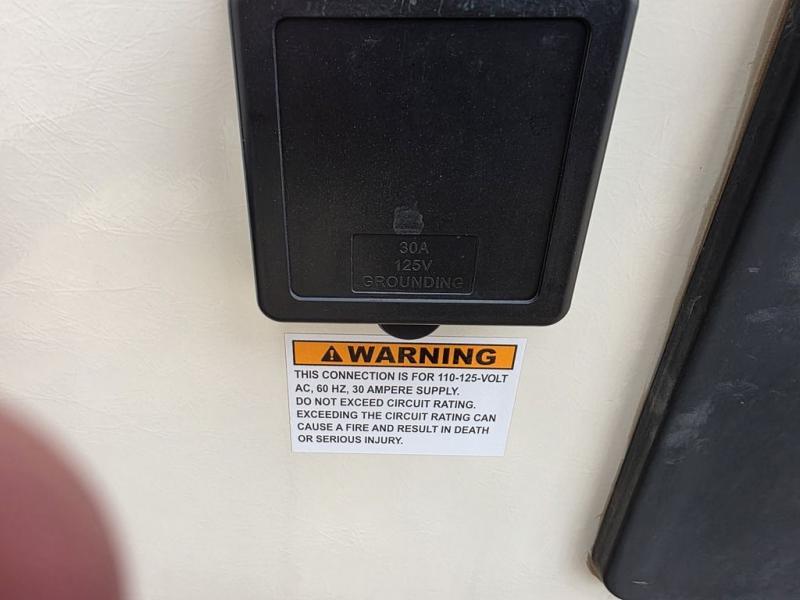 30A
125V
GROUNDING
WARNING
THIS CONNECTION IS FOR 110-125-VOLT
AC, 60 HZ, 30 AMPERE SUPPLY.
DO NOT EXCEED CIRCUIT RATING.
EXCEEDING THE CIRCUIT RATING CAN
CAUSE A FIRE AND RESULT IN DEATH
OR SERIOUS INJURY.